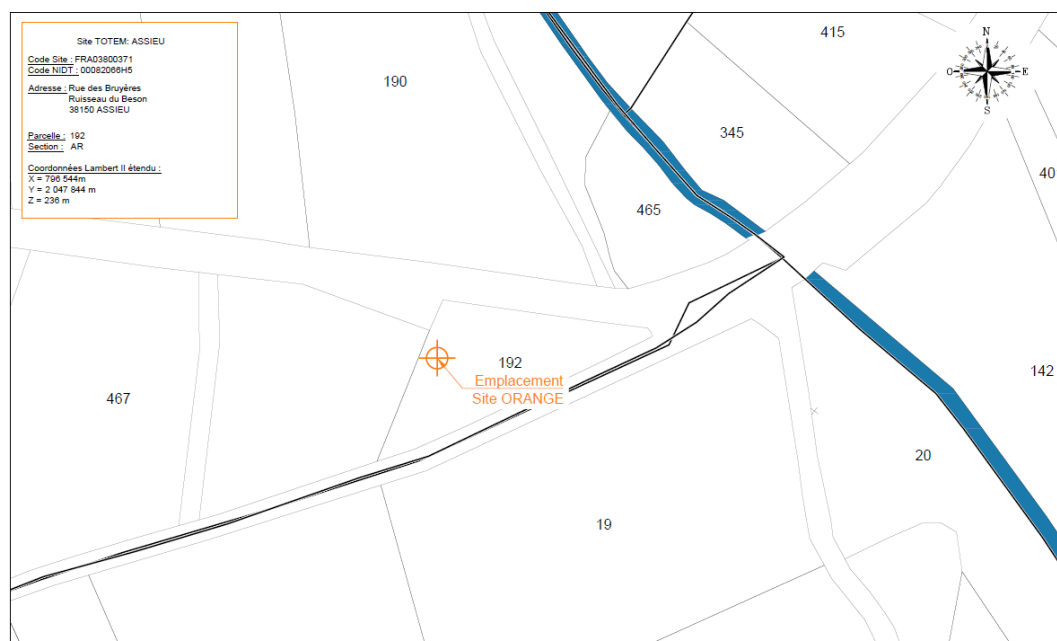 Site TOTEM: ASSIEU
Code Site : FRA03800371
Code NIDT : 00082066H5
Adresse : Rue des Bruyères
Ruisseau du Beson
38150 ASSIEU
Parcelle : 192
Section : AR
Coordonnées Lambert II étendu :
X = 796 544m
Y = 2 047 844 m
Z = 236 m
415
N
O
E
S
190
345
40
465
192
Emplacement
Site ORANGE
467
142
20
19